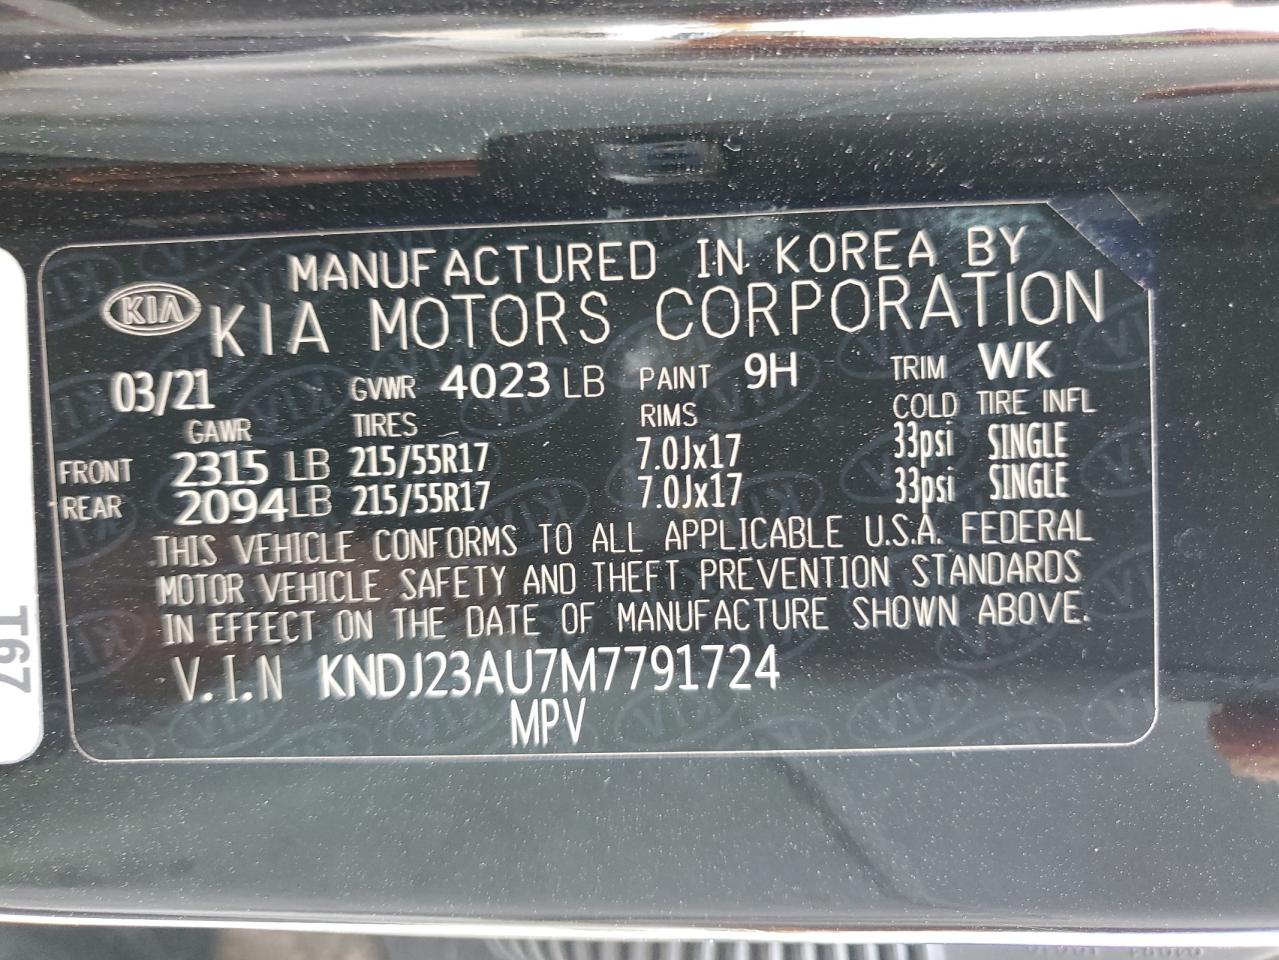 MANUFACTURED IN KOREA BY
KIA KIA MOTORS CORPORATION
03/21 GVWR 4023 LB PAINT 9H TRIM WK
GAWR TIRES RIMS COLD TIRE INFL
FRONT 2315 LB 215/55R17 7.0Jx17 33psi SINGLE
REAR 2094LB 215/55R17 7.0Jx17 33psi SINGLE
THIS VEHICLE CONFORMS TO ALL APPLICABLE U.S.A. FEDERAL
MOTOR VEHICLE SAFETY AND THEFT PREVENTION STANDARDS
IN EFFECT ON THE DATE OF MANUFACTURE SHOWN ABOVE.
V.I.N KNDJ23AU7M7791724
MPV